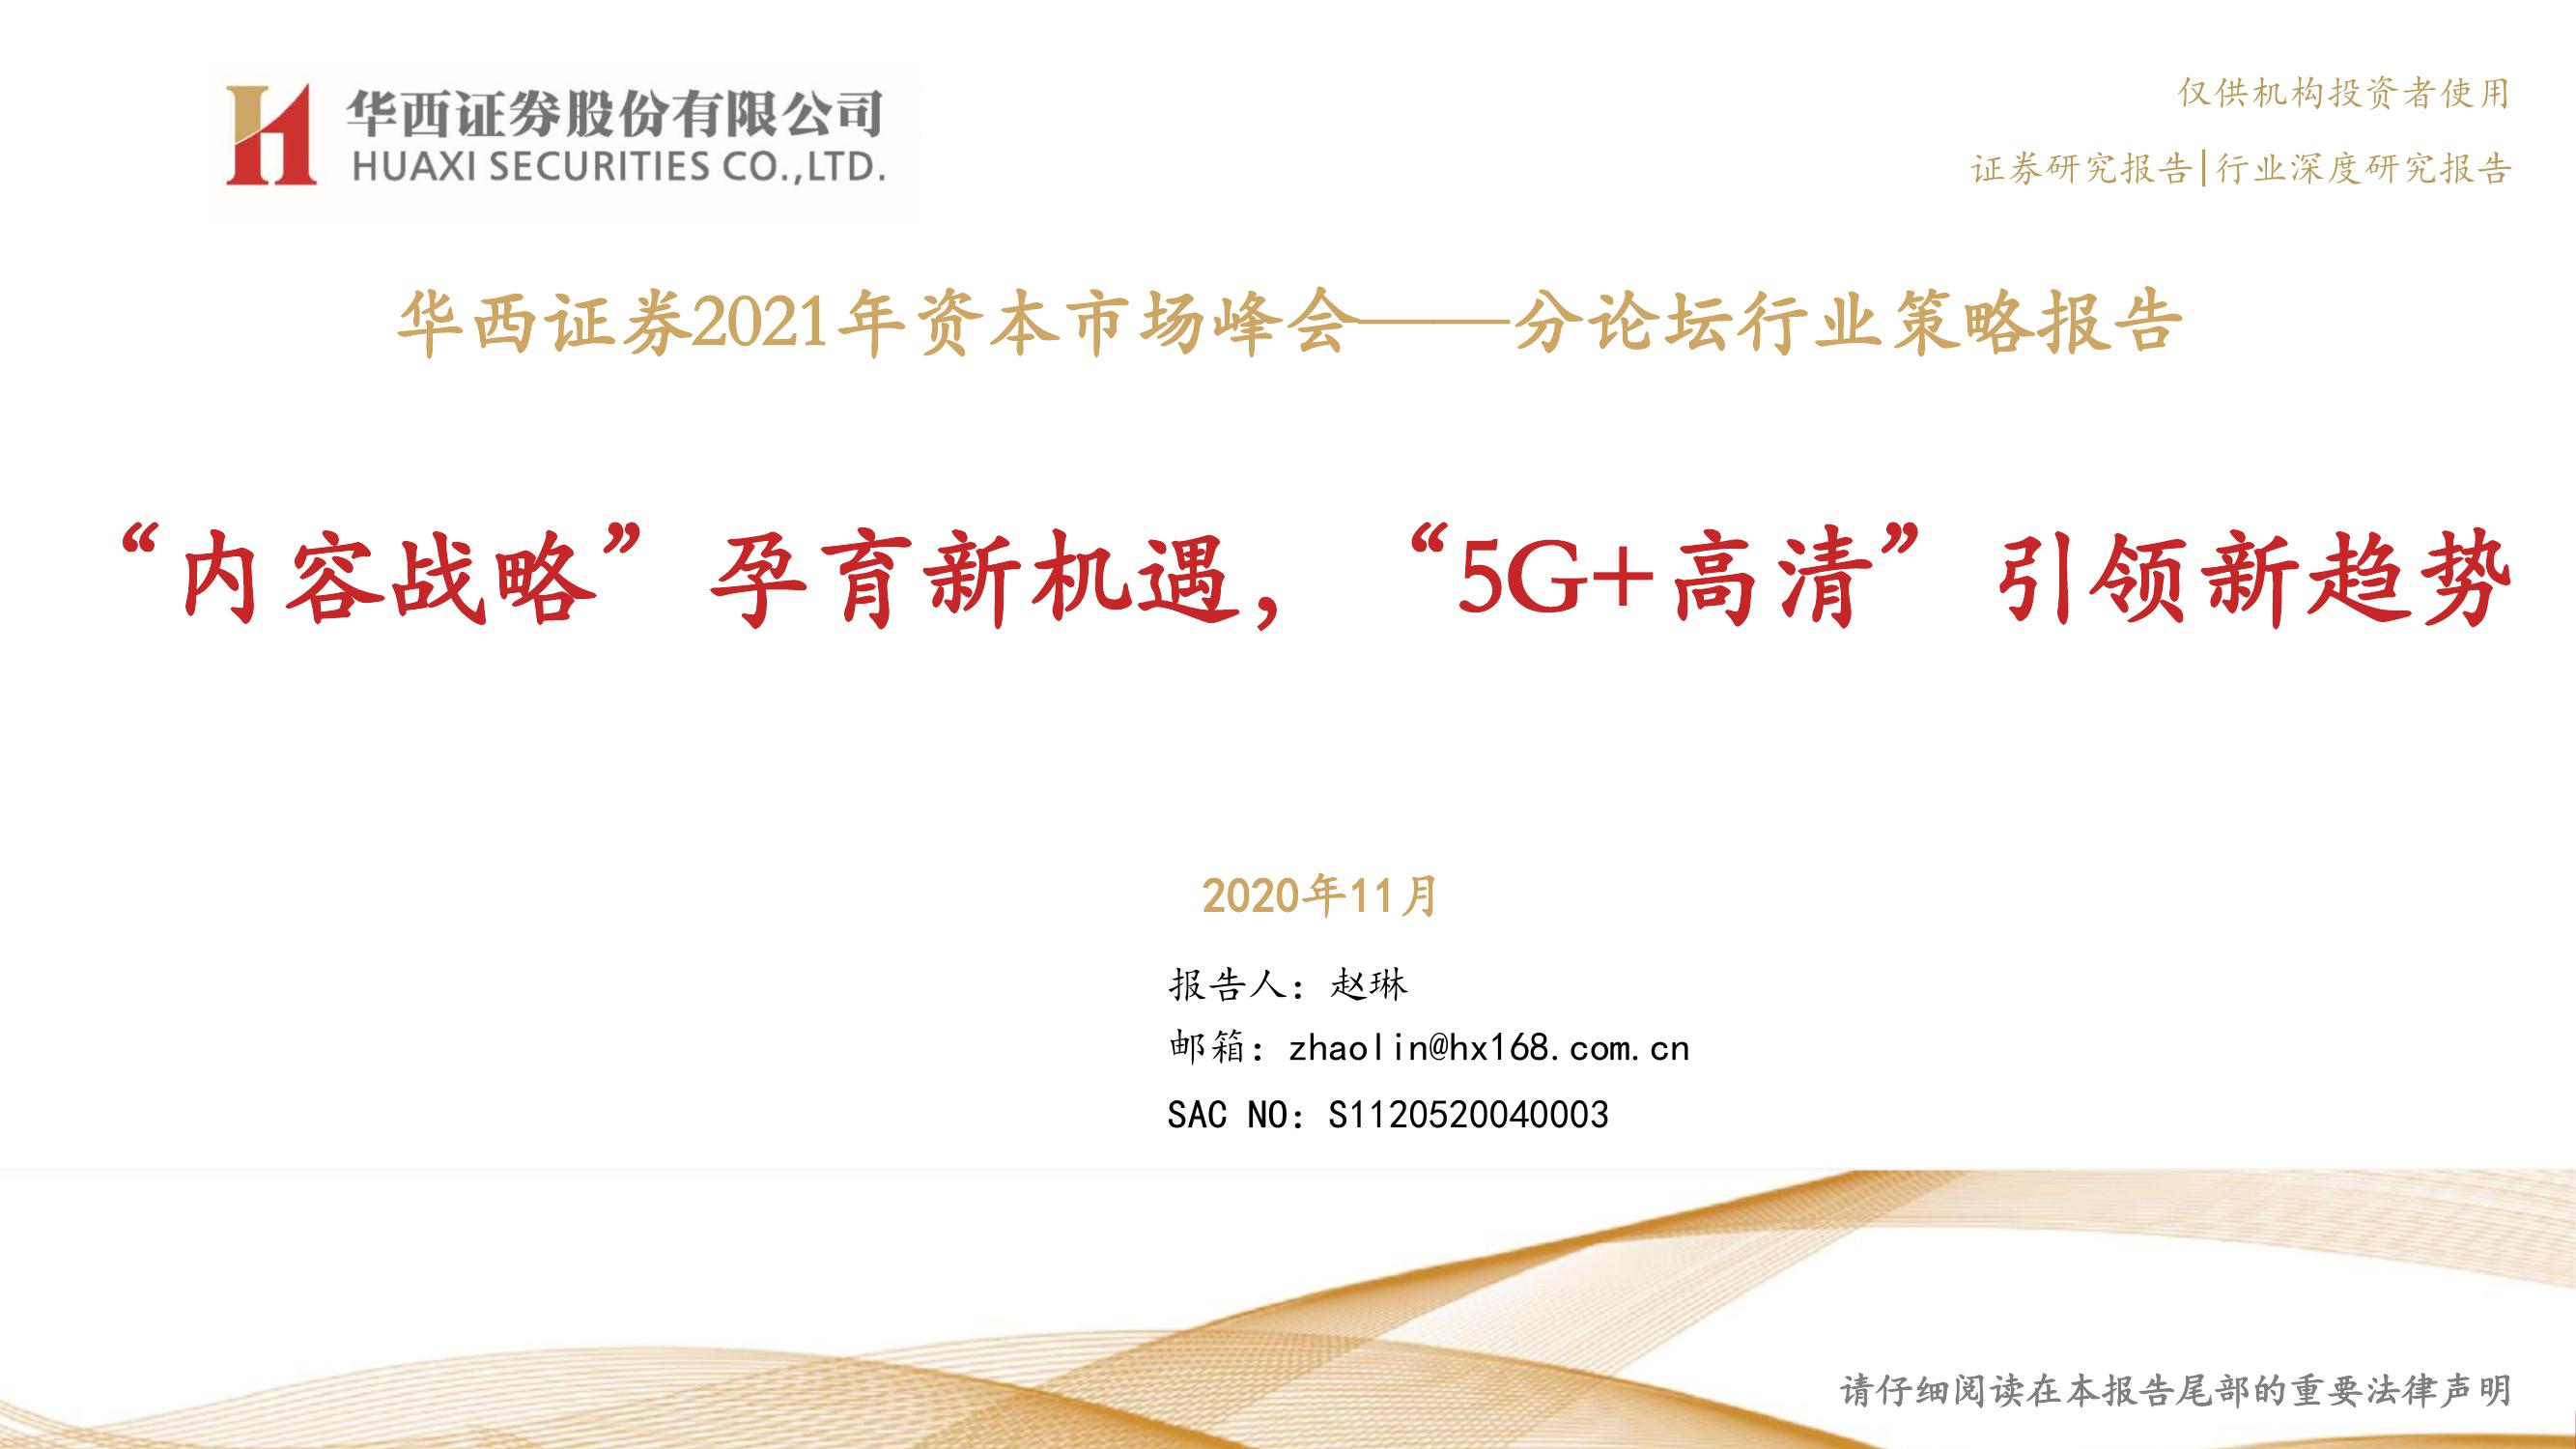 华西证券股份有限公司
HUAXI SECURITIES CO.,LTD.
仅供机构投资者使用
证券研究报告|行业深度研究报告
华西证券2021年资本市场峰会——分论坛行业策略报告
“内容战略”孕育新机遇，“5G+高清”引领新趋势
2020年11月
报告人：赵琳
邮箱：zhaolin@hx168.com.cn
SAC NO：S1120520040003
请仔细阅读在本报告尾部的重要法律声明